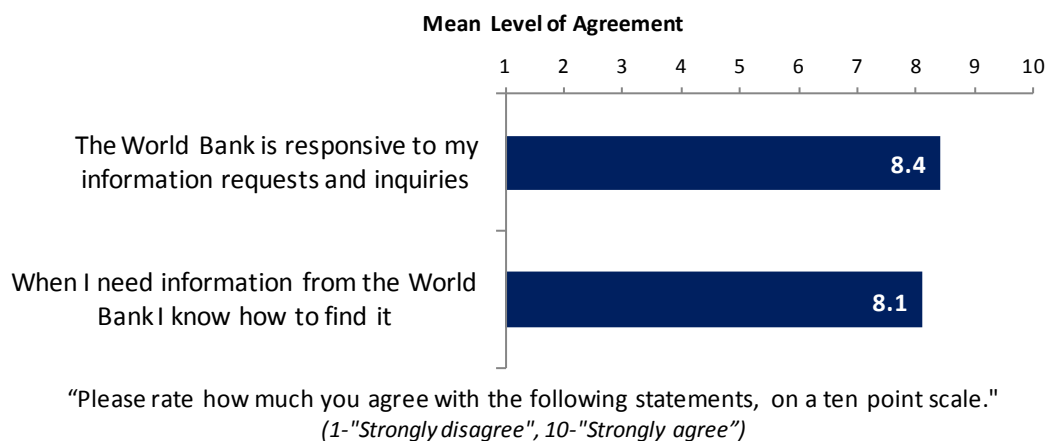 Mean Level of Agreement
1 2 3 4 5 6 7 8 9 10
The World Bank is responsive to my
information requests and inquiries
8.4
When I need information from the World
Bank I know how to find it
8.1
“Please rate how much you agree with the following statements, on a ten point scale."
(1-"Strongly disagree", 10-"Strongly agree”)